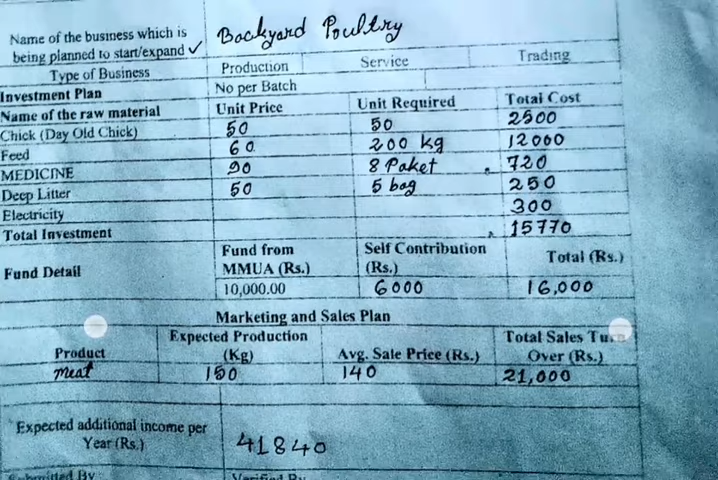 Name of the business which is
being planned to start/expand ✓ Backyard Poultry
Type of Business Production Service Trading
Investment Plan No per Batch
Name of the raw material Unit Price Unit Required Total Cost
Chick (Day Old Chick) 50 50 2500
Feed 60 200 kg 12000
MEDICINE 90 8 Paket 720
Deep Litter 50 5 bag 250
Electricity 300
Total Investment 15770
Fund Detail Fund from MMUA (Rs.) Self Contribution (Rs.) Total (Rs.)
10,000.00 6000 16,000
Marketing and Sales Plan
Product Expected Production (Kg) Avg. Sale Price (Rs.) Total Sales Over (Rs.)
meat 150 140 21,000
Expected additional income per
Year (Rs.) 41840
Submitted By Verified By